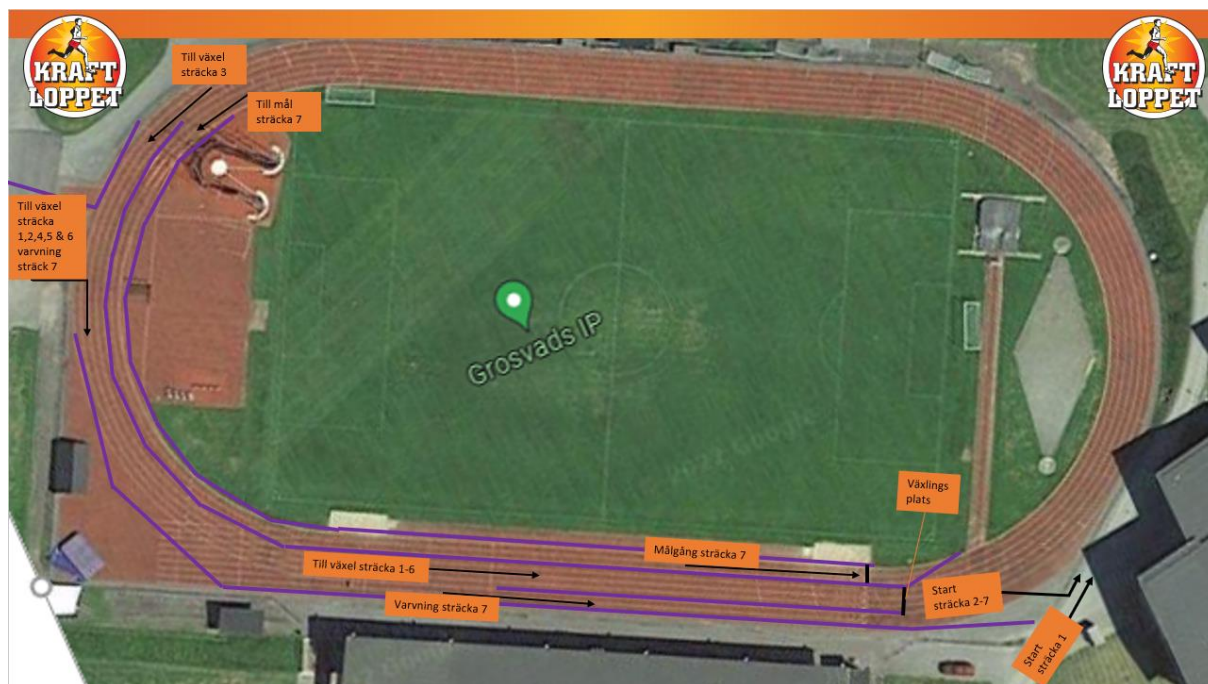 KRAFT
LOPPET
Till växel
sträcka 3
Till mål
sträcka 7
KRAFT
LOPPET
Till växel
sträcka
1,2,4,5 & 6
varvning
sträck 7
Grosvads IP
Växlings
plats
Målgång sträcka 7
Till växel sträcka 1-6
Varvning sträcka 7
Start
sträcka 2-7
Start
sträcka 1